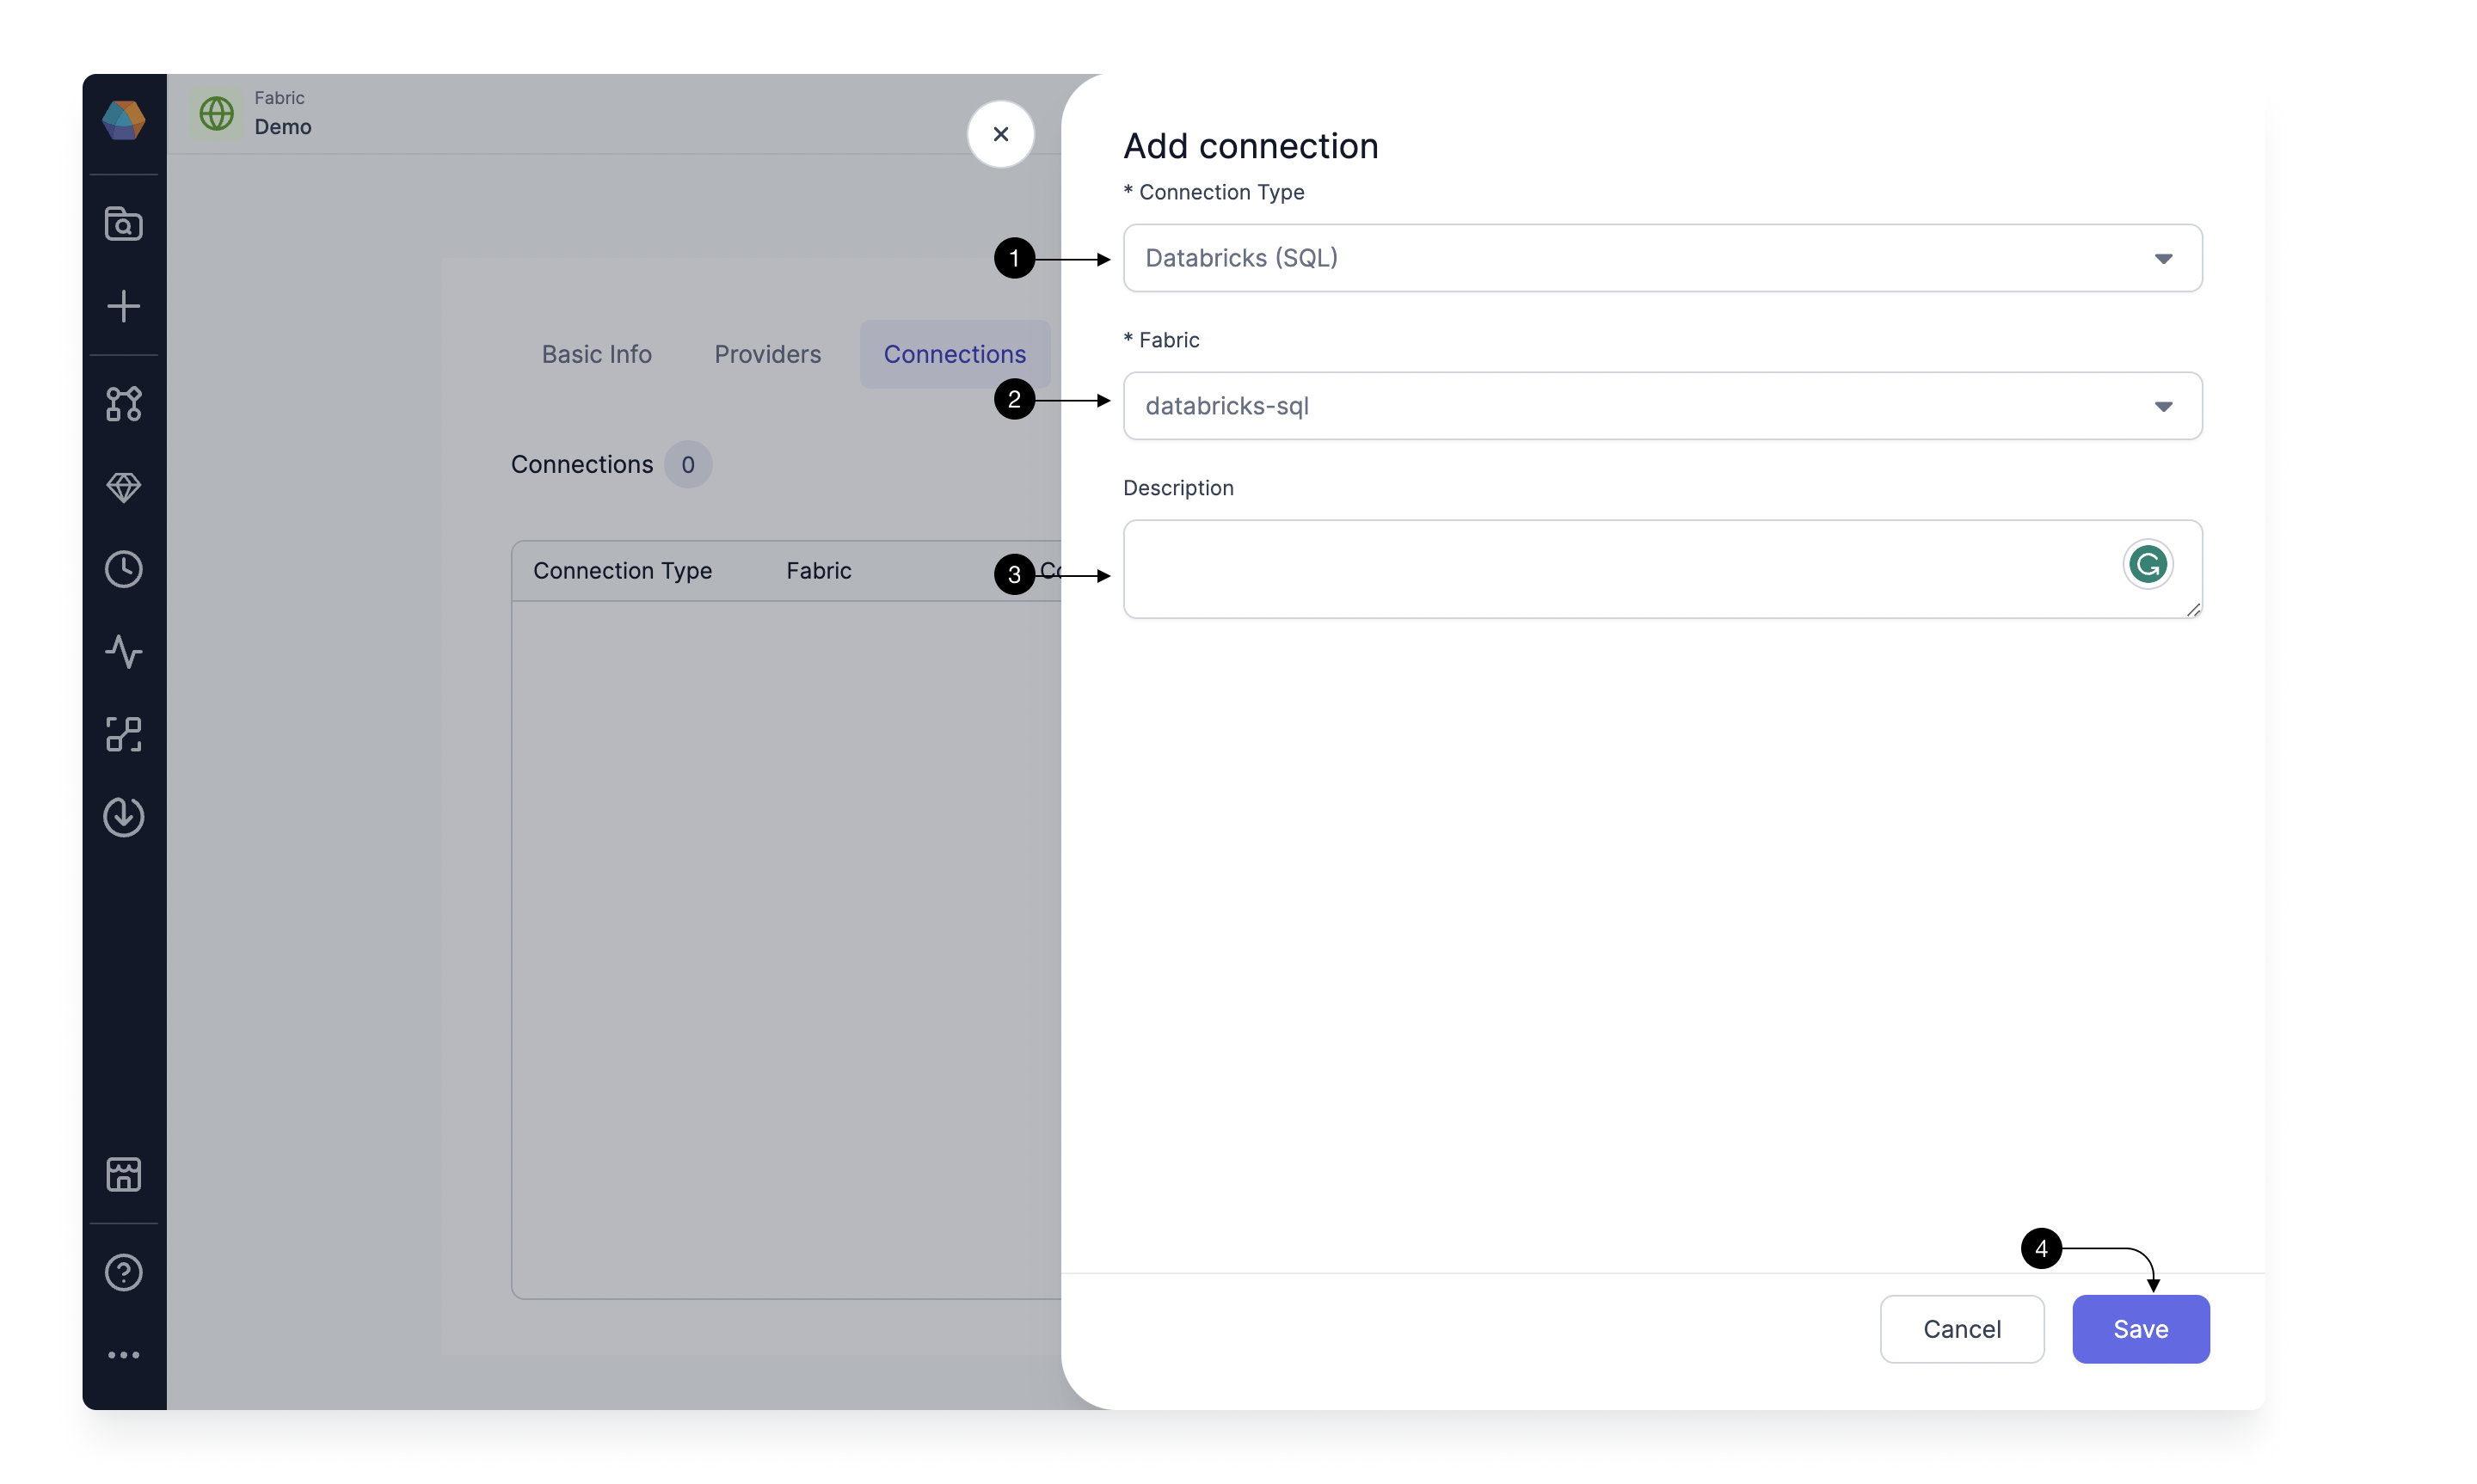 Fabric
Demo
Basic Info
Providers
Connections
Connections 0
Connection Type
Fabric
Co
Add connection
* Connection Type
1
Databricks (SQL)
* Fabric
2
databricks-sql
Description
3
4
Cancel
Save